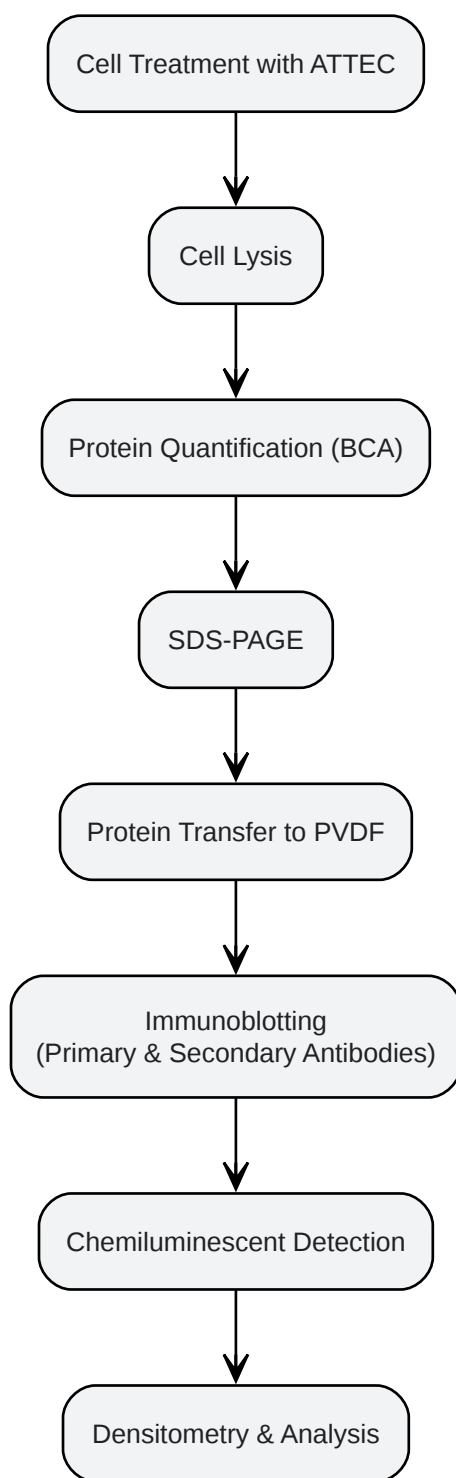 Cell Treatment with ATTEC
Cell Lysis
Protein Quantification (BCA)
SDS-PAGE
Protein Transfer to PVDF
Immunoblotting
(Primary & Secondary Antibodies)
Chemiluminescent Detection
Densitometry & Analysis